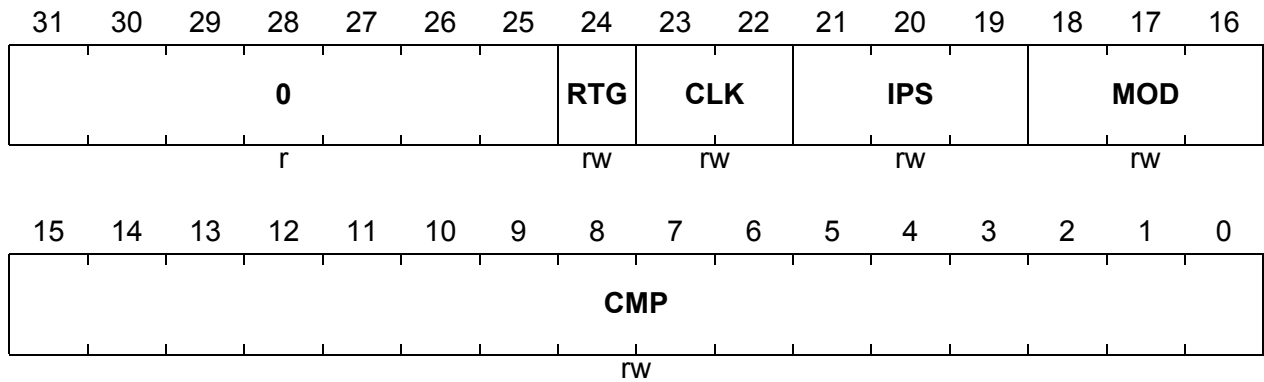 31 30 29 28 27 26 25 24 23 22 21 20 19 18 17 16
0 RTG CLK IPS MOD
r rw rw rw rw
15 14 13 12 11 10 9 8 7 6 5 4 3 2 1 0
CMP
rw